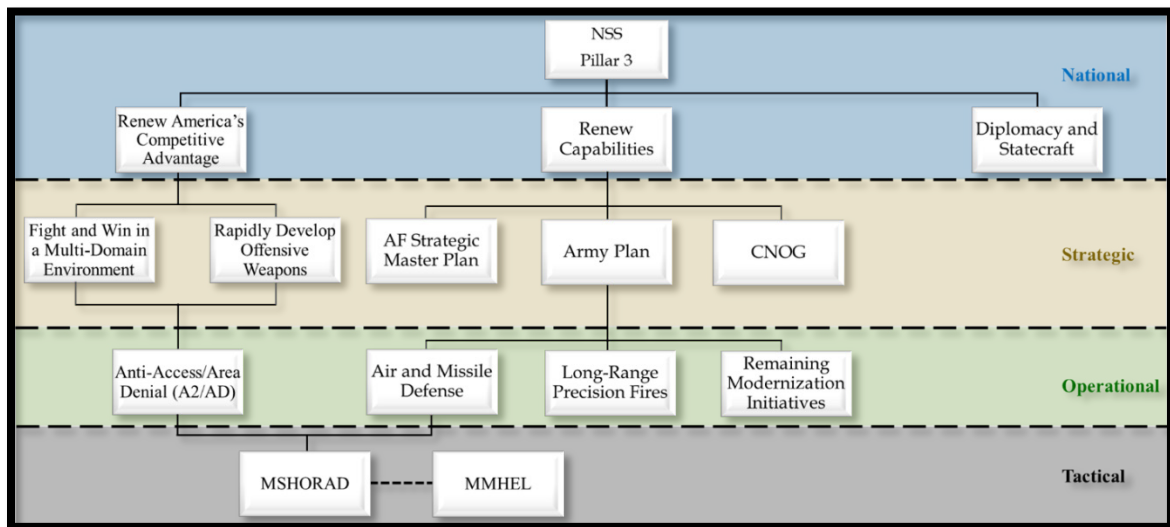 NSS
Pillar 3
National
Renew America's
Competitive
Advantage
Renew
Capabilities
Diplomacy and
Statecraft
Fight and Win in
a Multi-Domain
Environment
Rapidly Develop
Offensive
Weapons
AF Strategic
Master Plan
Army Plan
CNOG
Strategic
Anti-Access/Area
Denial (A2/AD)
Air and Missile
Defense
Long-Range
Precision Fires
Remaining
Modernization
Initiatives
Operational
MSHORAD
MMHEL
Tactical